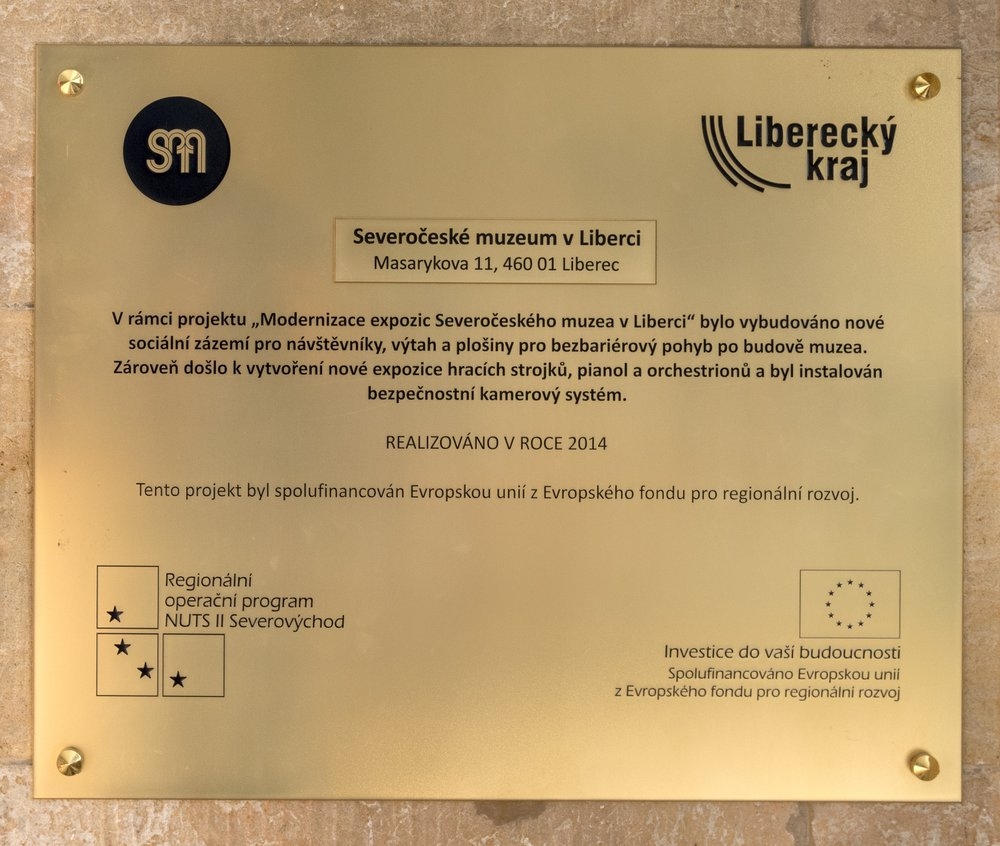 sm
Liberecký
kraj
Severočeské muzeum v Liberci
Masarykova 11, 460 01 Liberec
V rámci projektu „Modernizace expozic Severočeského muzea v Liberci“ bylo vybudováno nové
sociální zázemí pro návštěvníky, výtah a plošiny pro bezbariérový pohyb po budově muzea.
Zároveň došlo k vytvoření nové expozice hracích strojků, pianol a orchestrionů a byl instalován
bezpečnostní kamerový systém.
REALIZOVÁNO V ROCE 2014
Tento projekt byl spolufinancován Evropskou unií z Evropského fondu pro regionální rozvoj.
Regionální
operační program
NUTS II Severovýchod
Investice do vaší budoucnosti
Spolufinancováno Evropskou unií
z Evropského fondu pro regionální rozvoj